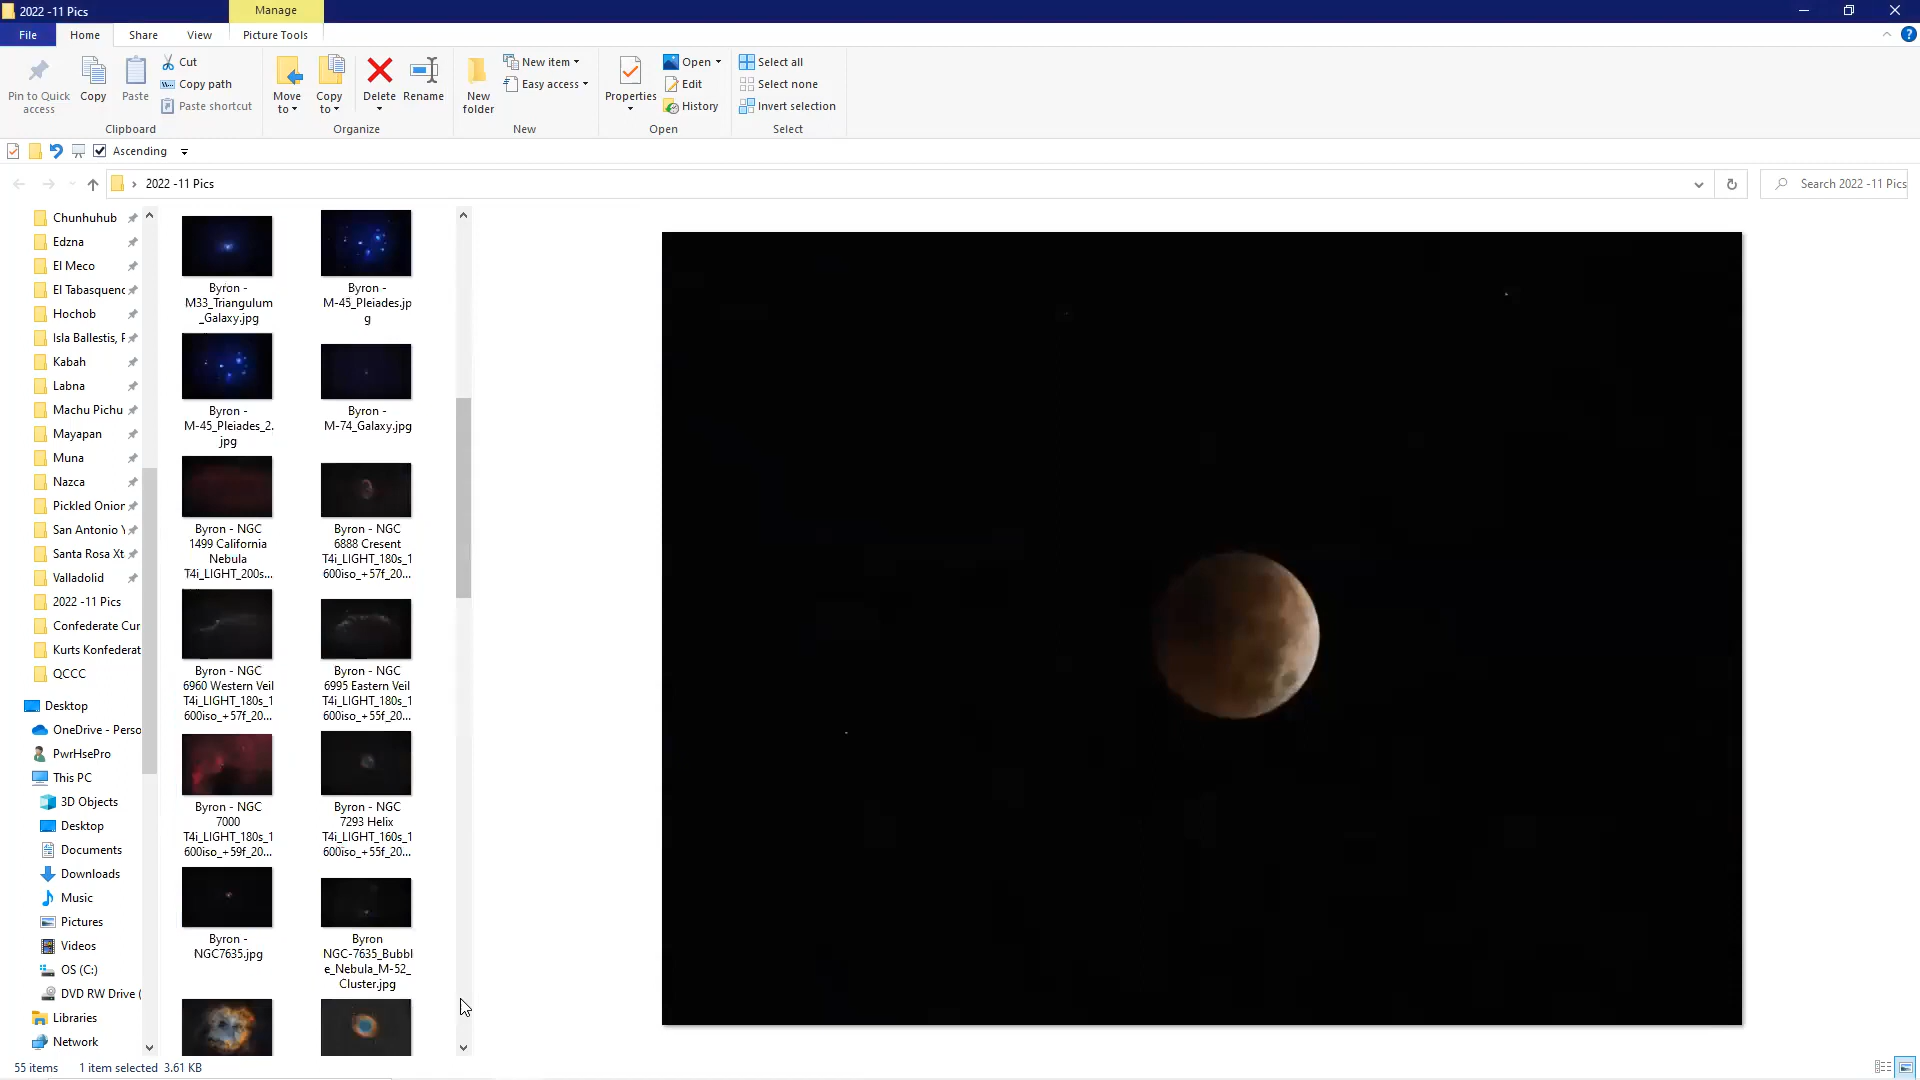 2022 -11 Pics
Manage
File
Home
Share
View
Picture Tools
Pin to Quick
access
Copy
Paste
Cut
Copy path
Paste shortcut
Clipboard
Move
to
Copy
to
Delete
Rename
Organize
New
folder
New item
Easy access
New
Properties
Open
Edit
History
Open
Select all
Select none
Invert selection
Select
Ascending
2022 -11 Pics
Search 2022 -11 Pics
Chunhuhub
Edzna
El Meco
El Tabasquenc
Hochob
Isla Ballestis, F
Kabah
Labna
Machu Pichu
Mayapan
Muna
Nazca
Pickled Onior
San Antonio Y
Santa Rosa Xt
Valladolid
2022 -11 Pics
Confederate Cur
Kurts Konfederat
QCCC
Desktop
OneDrive - Perso
PwrHsePro
This PC
3D Objects
Desktop
Documents
Downloads
Music
Pictures
Videos
OS (C:)
DVD RW Drive (
Libraries
Network
Byron -
M33_Triangulum
_Galaxy.jpg
Byron -
M-45_Pleiades.jp
g
Byron -
M-45_Pleiades_2.
jpg
Byron -
M-74_Galaxy.jpg
Byron - NGC
1499 California
Nebula
T4i_LIGHT_200s...
Byron - NGC
6888 Cresent
T4i_LIGHT_180s_1
600iso_+57f_20...
Byron - NGC
6960 Western Veil
T4i_LIGHT_180s_1
600iso_+57f_20...
Byron - NGC
6995 Eastern Veil
T4i_LIGHT_180s_1
600iso_+55f_20...
Byron - NGC
7000
T4i_LIGHT_180s_1
600iso_+59f_20...
Byron - NGC
7293 Helix
T4i_LIGHT_160s_1
600iso_+55f_20...
Byron -
NGC7635.jpg
Byron
NGC-7635_Bubbl
e_Nebula_M-52_
Cluster.jpg
55 items
1 item selected 3.61 KB